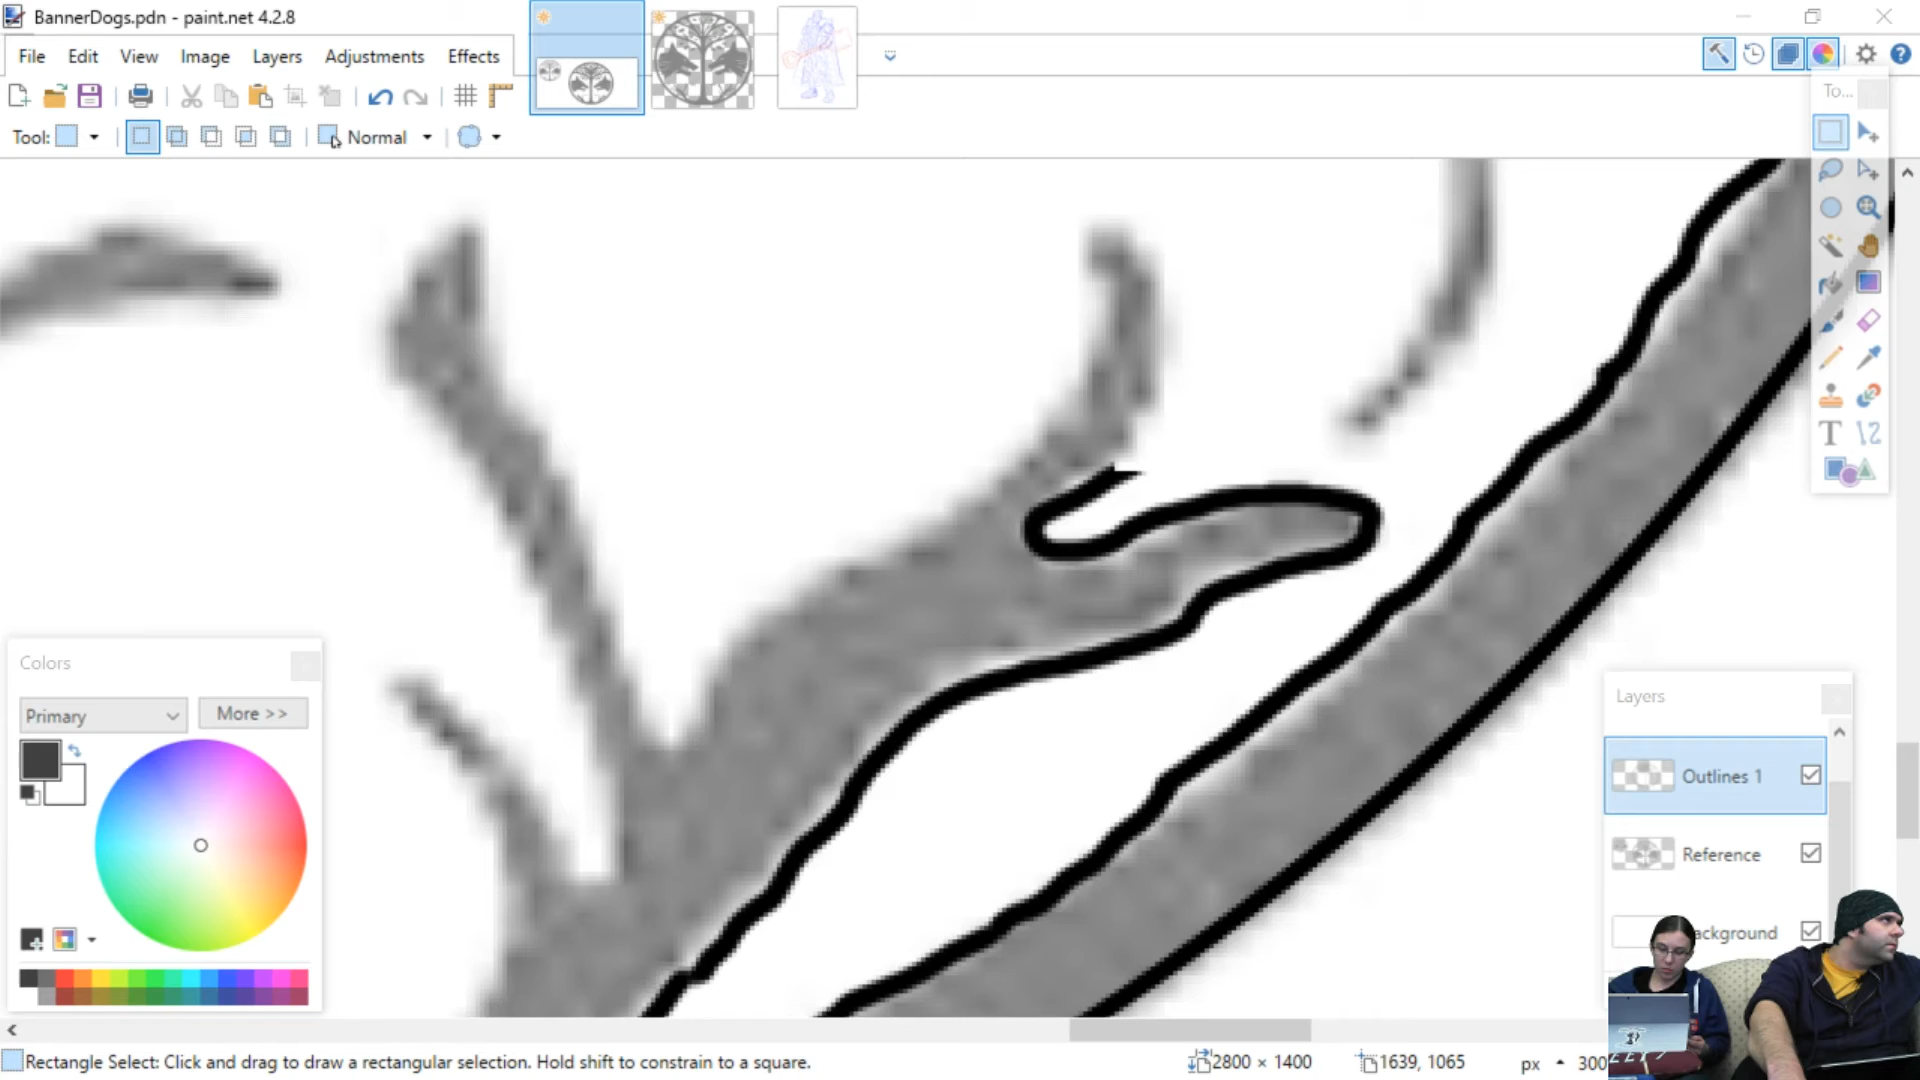 BannerDogs.pdn - paint.net 4.2.8
File Edit View Image Layers Adjustments Effects
Tool: Normal
To...
Colors
Primary
More >>
Layers
Outlines 1
Reference
ackground
Rectangle Select: Click and drag to draw a rectangular selection. Hold shift to constrain to a square.
2800 × 1400
1639, 1065
px
300